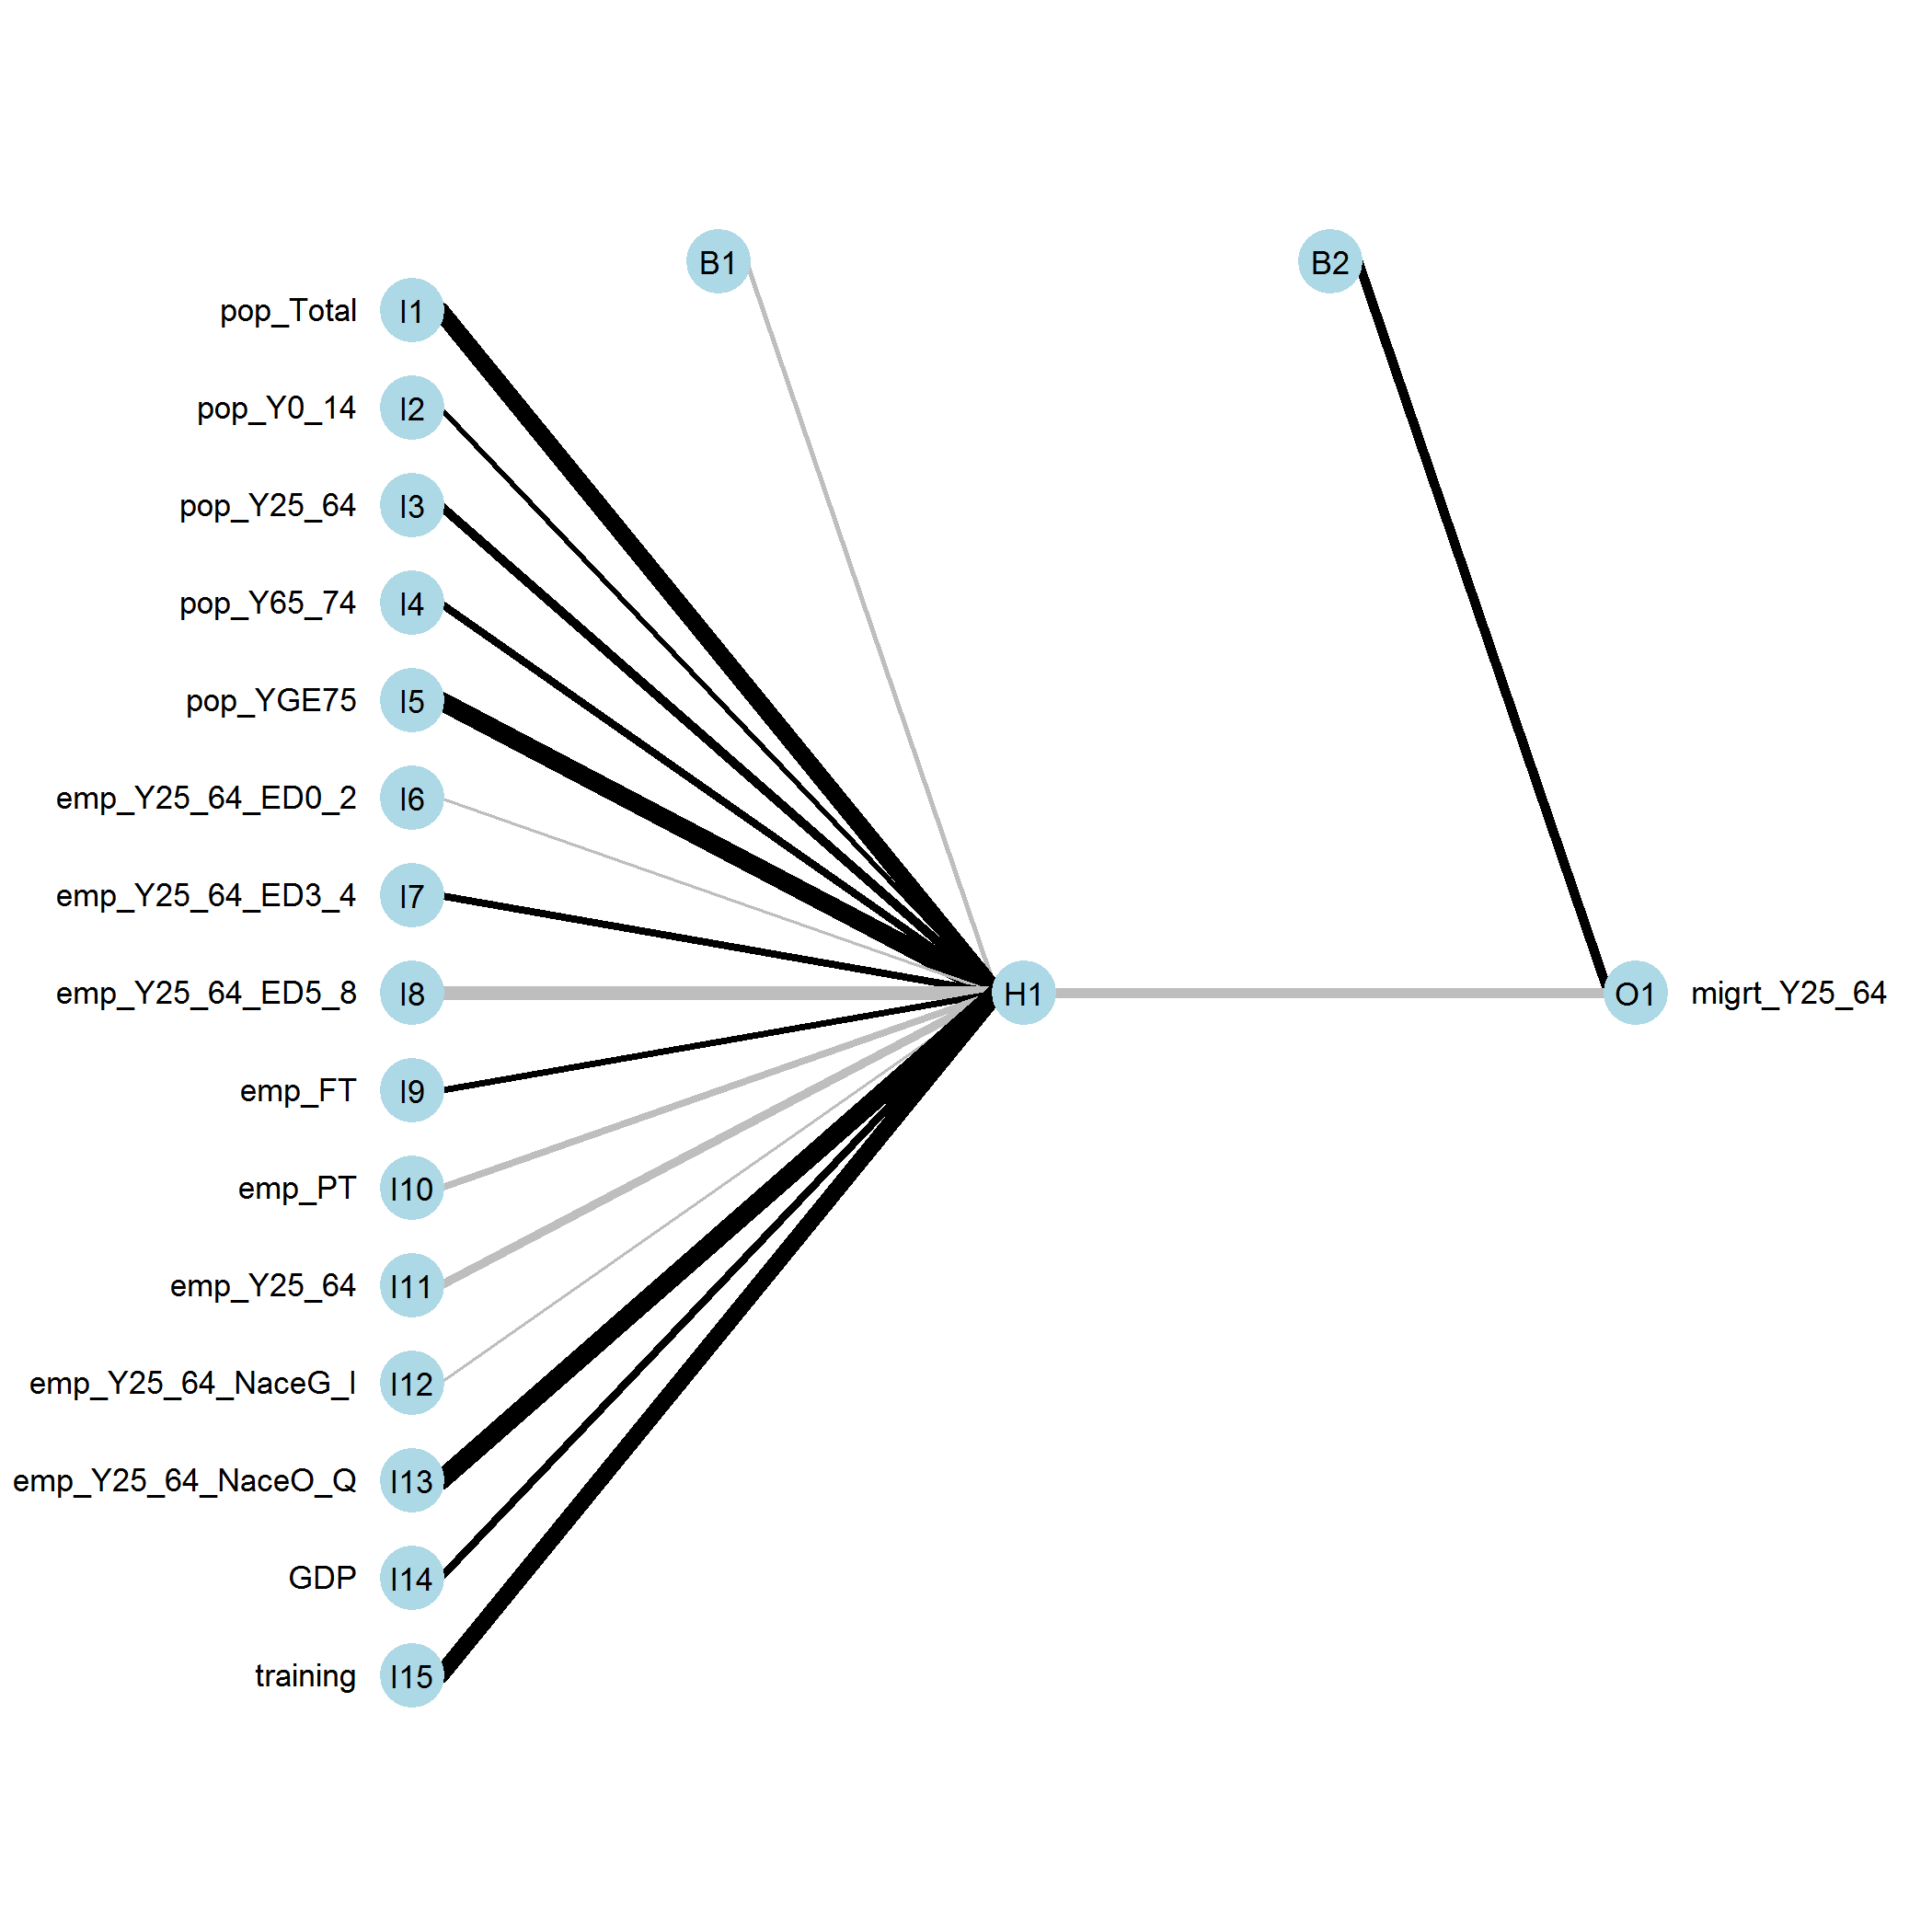 B1
B2
pop_Total I1
pop_Y0_14 I2
pop_Y25_64 I3
pop_Y65_74 I4
pop_YGE75 I5
emp_Y25_64_ED0_2 I6
emp_Y25_64_ED3_4 I7
emp_Y25_64_ED5_8 I8
H1
O1 migrt_Y25_64
emp_FT I9
emp_PT I10
emp_Y25_64 I11
emp_Y25_64_NaceG_I I12
emp_Y25_64_NaceO_Q I13
GDP I14
training I15